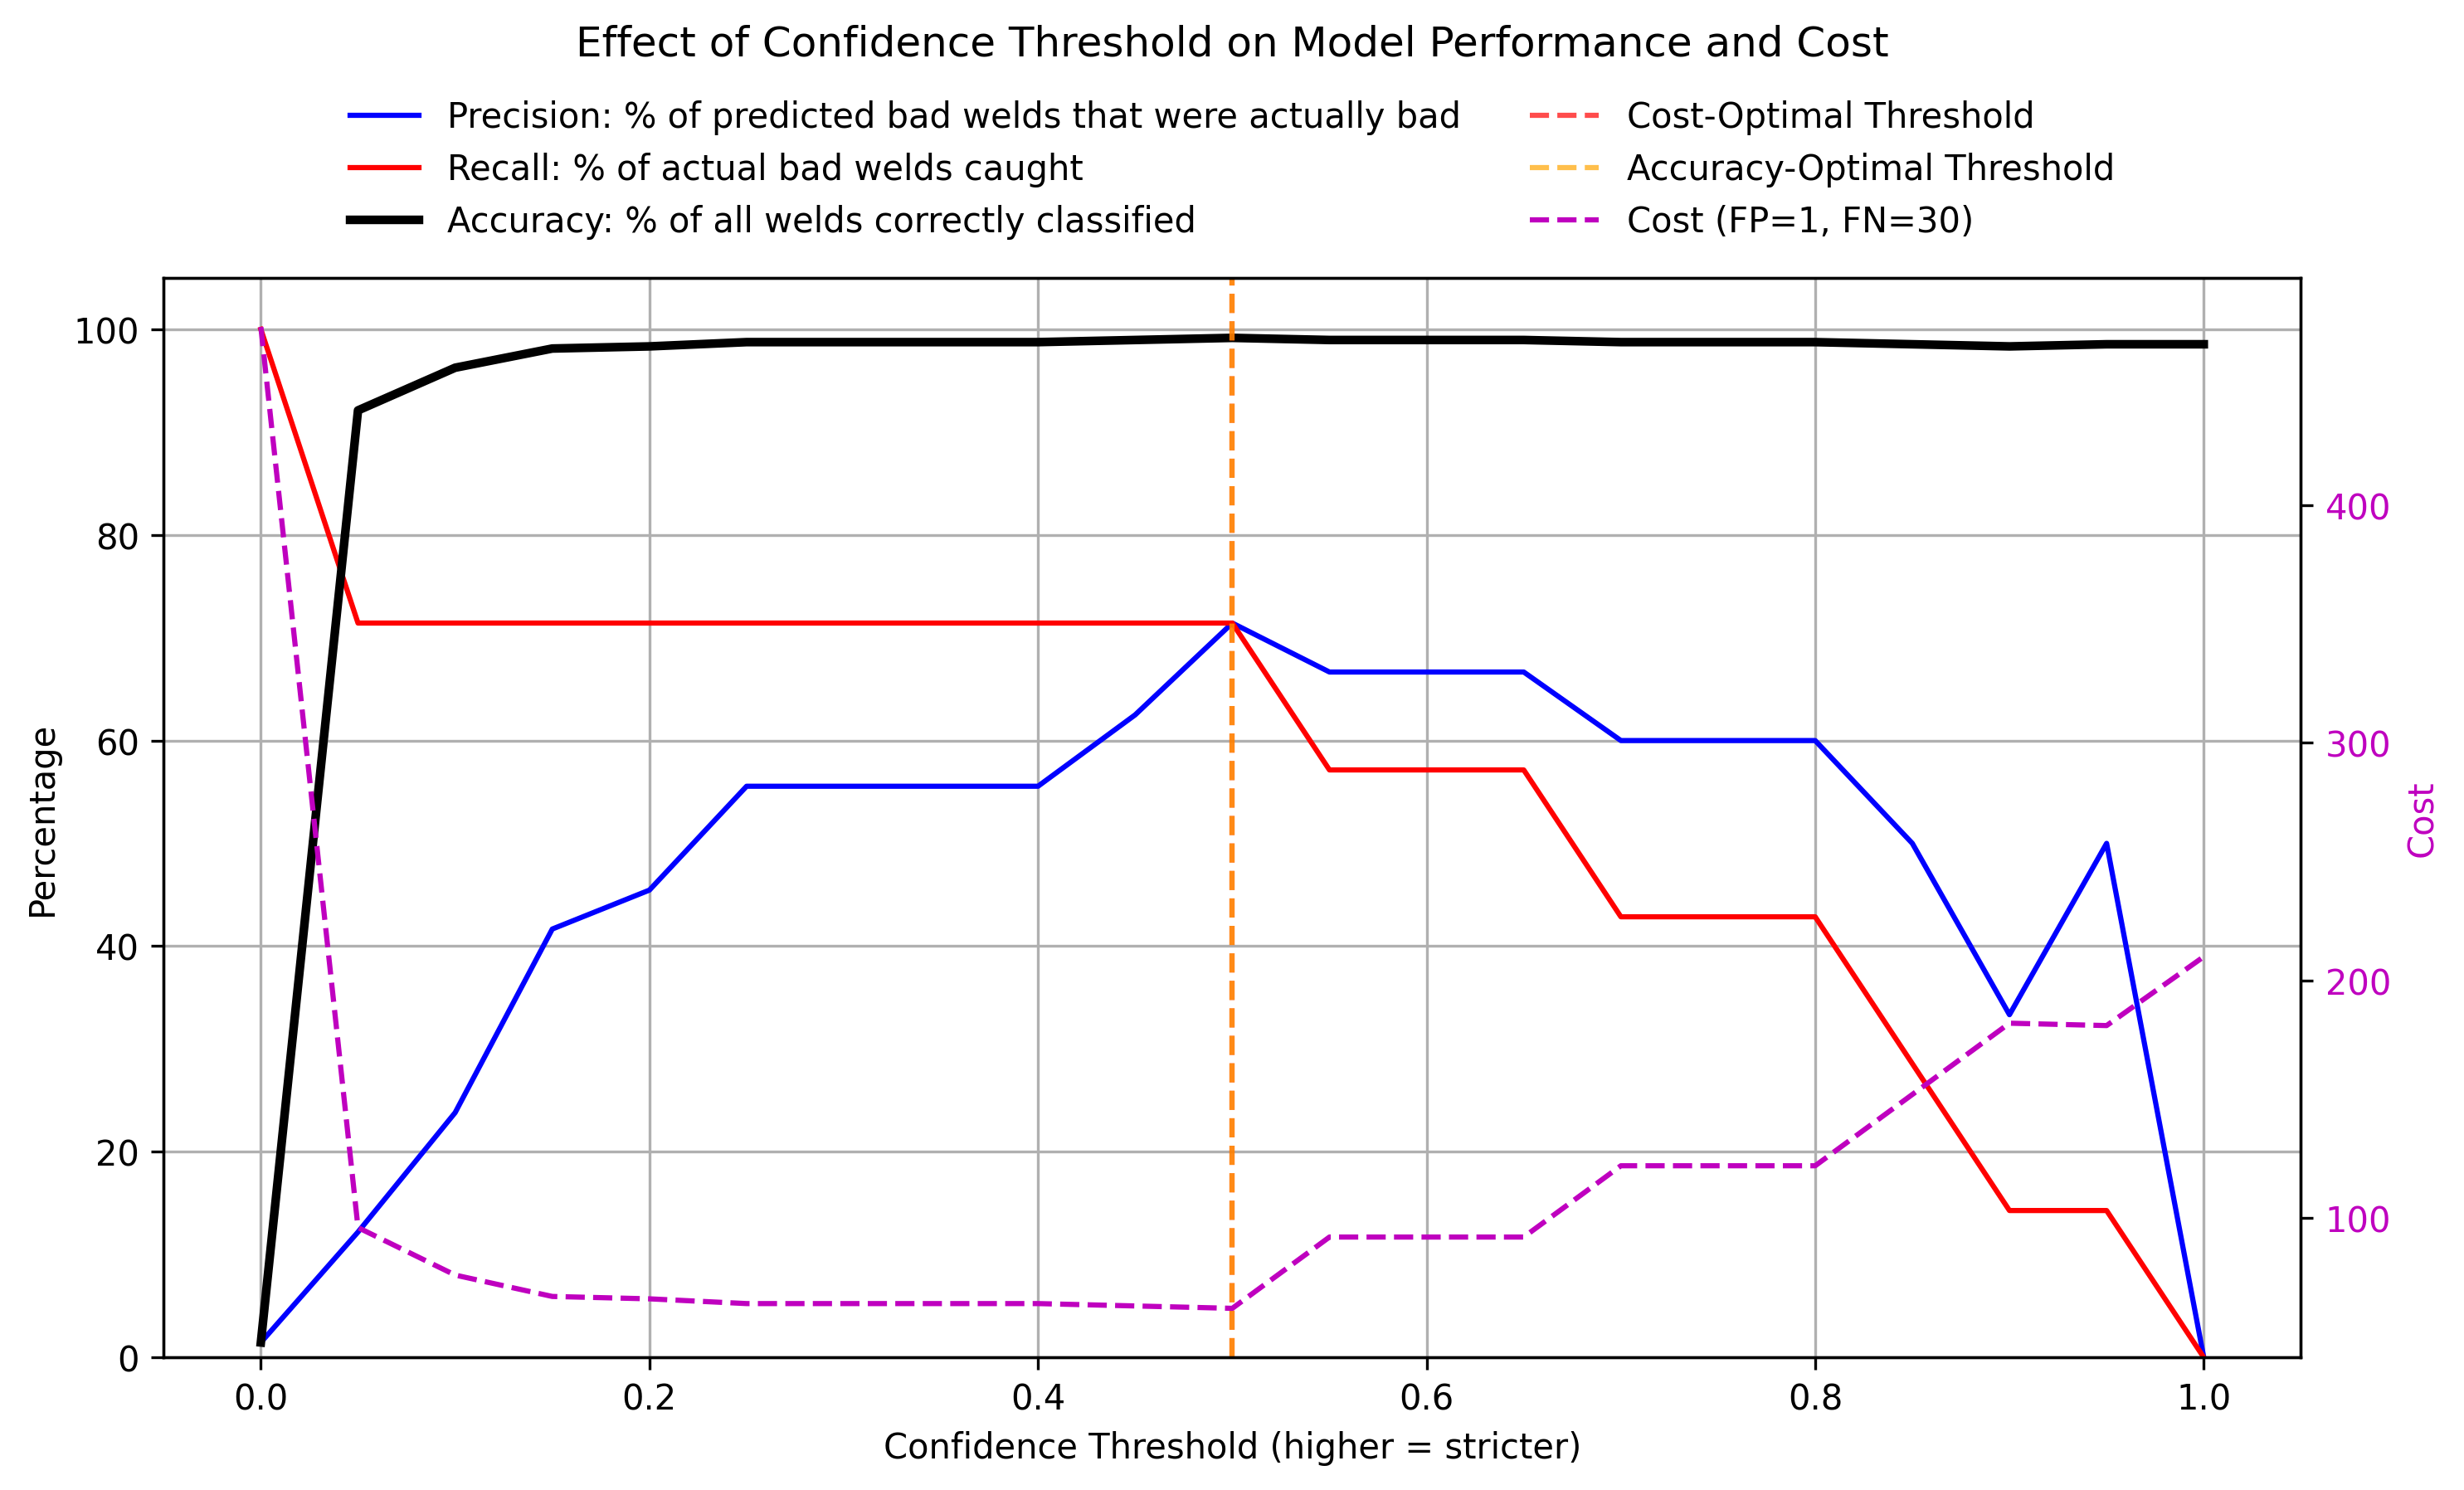 Effect of Confidence Threshold on Model Performance and Cost
Precision: % of predicted bad welds that were actually bad
Recall: % of actual bad welds caught
Accuracy: % of all welds correctly classified
Cost-Optimal Threshold
Accuracy-Optimal Threshold
Cost (FP=1, FN=30)
Percentage
100
80
60
40
20
0
0.0
0.2
0.4
0.6
0.8
1.0
Confidence Threshold (higher = stricter)
400
300
200
100
Cost